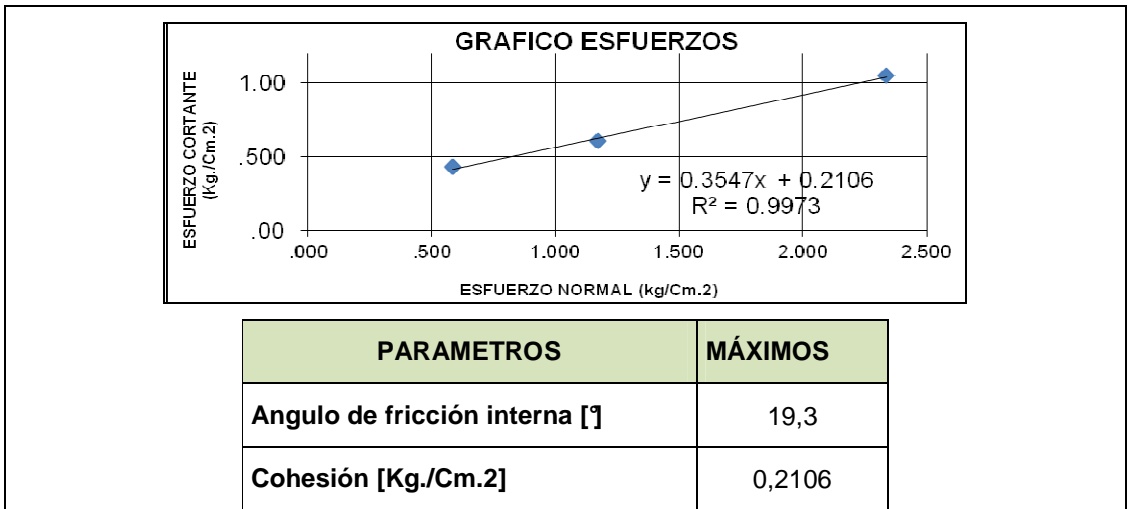 GRAFICO ESFUERZOS
ESFUERZO CORTANTE
(Kg./Cm.2)
1.00
.500
.00
y = 0.3547x + 0.2106
R² = 0.9973
.000 .500 1.000 1.500 2.000 2.500
ESFUERZO NORMAL (kg/Cm.2)
PARAMETROS MÁXIMOS
Angulo de fricción interna [°] 19,3
Cohesión [Kg./Cm.2] 0,2106